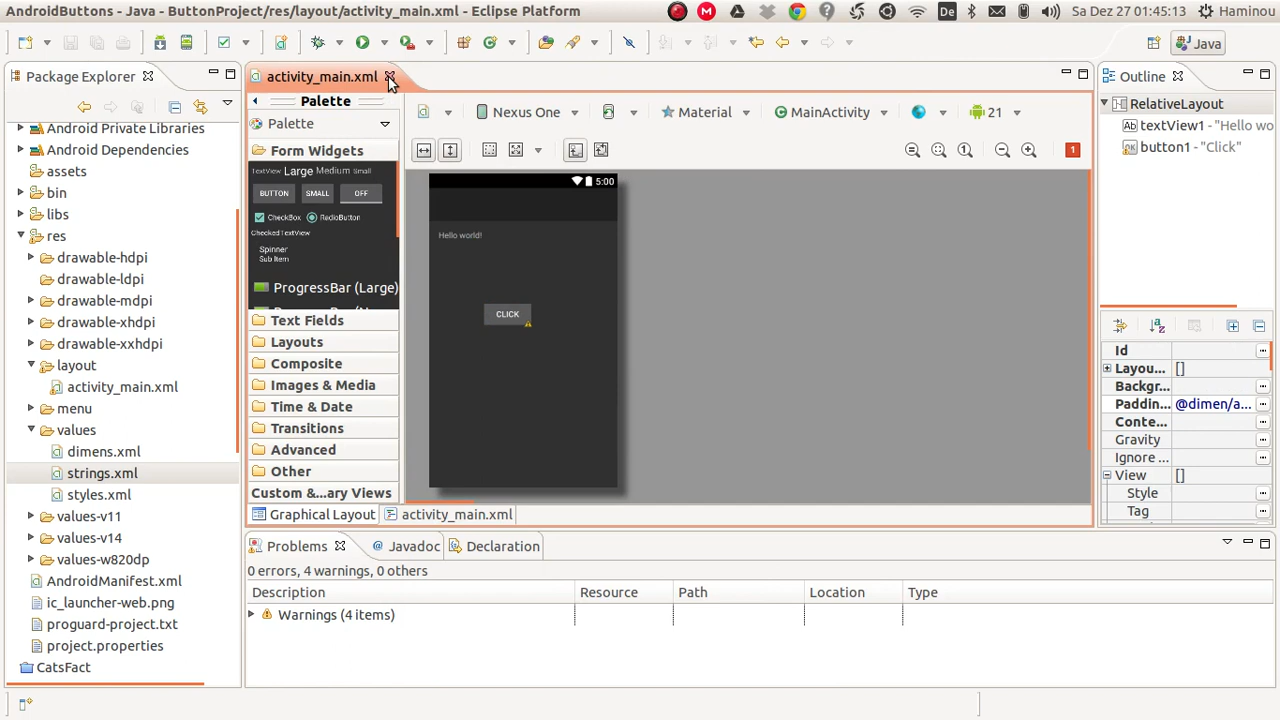 AndroidButtons - Java - ButtonProject/res/layout/activity_main.xml - Eclipse Platform
De
Sa Dez 27 01:45:13
Haninou
Java
Package Explorer
Android Private Libraries
Android Dependencies
assets
bin
libs
res
drawable-hdpi
drawable-ldpi
drawable-mdpi
drawable-xhdpi
drawable-xxhdpi
layout
activity_main.xml
menu
values
dimens.xml
strings.xml
styles.xml
values-v11
values-v14
values-w820dp
AndroidManifest.xml
ic_launcher-web.png
proguard-project.txt
project.properties
CatsFact
activity_main.xml
Palette
Palette
Form Widgets
TextView Large Medium Small
BUTTON SMALL OFF
CheckBox RadioButton
CheckedTextView
Spinner
Sub Item
ProgressBar (Large)
Text Fields
Layouts
Composite
Images & Media
Time & Date
Transitions
Advanced
Other
Custom &...ary Views
Nexus One
Material
MainActivity
21
1
5:00
Hello world!
CLICK
Graphical Layout
activity_main.xml
Problems
Javadoc
Declaration
0 errors, 4 warnings, 0 others
Description Resource Path Location Type
Warnings (4 items)
Outline
RelativeLayout
textView1 - "Hello wo
button1 - "Click"
Id
Layou... []
Backgr...
Paddin... @dimen/a...
Conte...
Gravity
Ignore ...
View []
Style
Tag